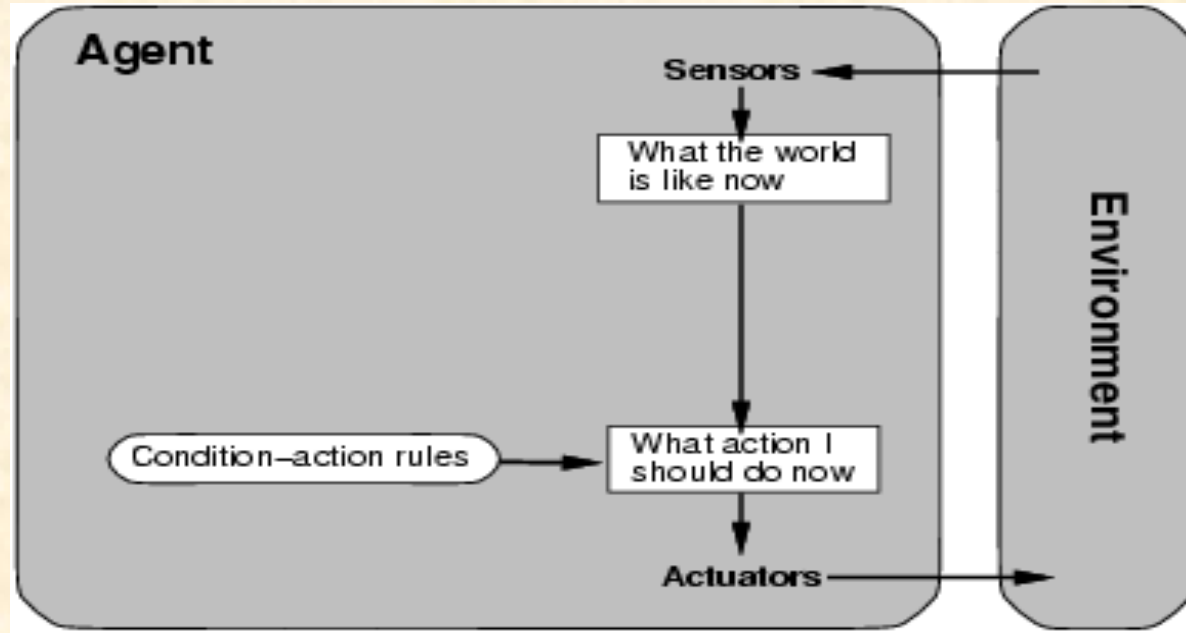 Agent
Sensors
What the world
is like now
Environment
Condition–action rules
What action I
should do now
Actuators